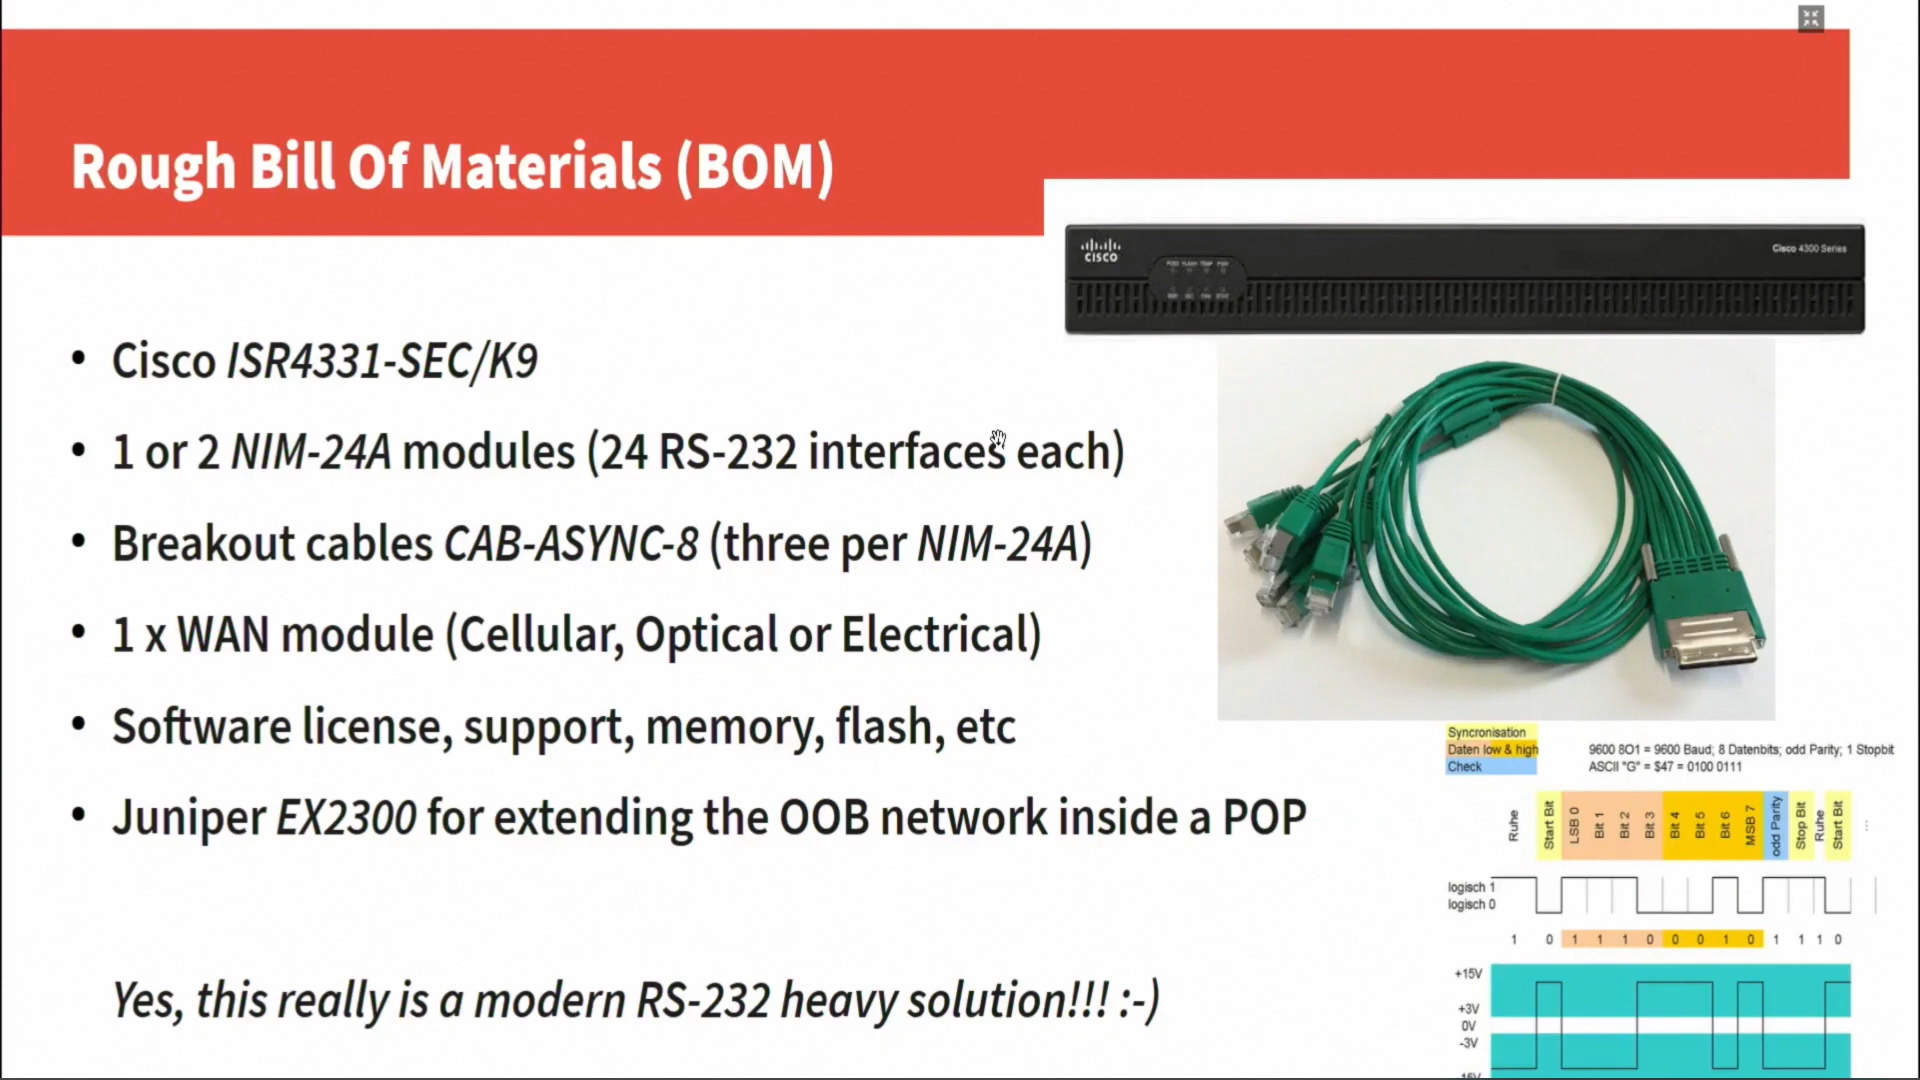 Rough Bill Of Materials (BOM)
CISCO
Cisco 4300 Series
• Cisco ISR4331-SEC/K9
• 1 or 2 NIM-24A modules (24 RS-232 interfaces each)
• Breakout cables CAB-ASYNC-8 (three per NIM-24A)
• 1 x WAN module (Cellular, Optical or Electrical)
• Software license, support, memory, flash, etc
• Juniper EX2300 for extending the OOB network inside a POP
Yes, this really is a modern RS-232 heavy solution!!! :-)
Syncronisation
Daten low & high
Check
9600 8O1 = 9600 Baud; 8 Datenbits; odd Parity; 1 Stopbit
ASCII "G" = $47 = 0100 0111
Ruhe Start Bit LSB 0 Bit 1 Bit 2 Bit 3 Bit 4 Bit 5 Bit 6 MSB 7 odd Parity Stop Bit Ruhe Start Bit
logisch 1
logisch 0
1 0 1 1 1 0 0 0 1 0 1 1 1 0
+15V
+3V
0V
-3V